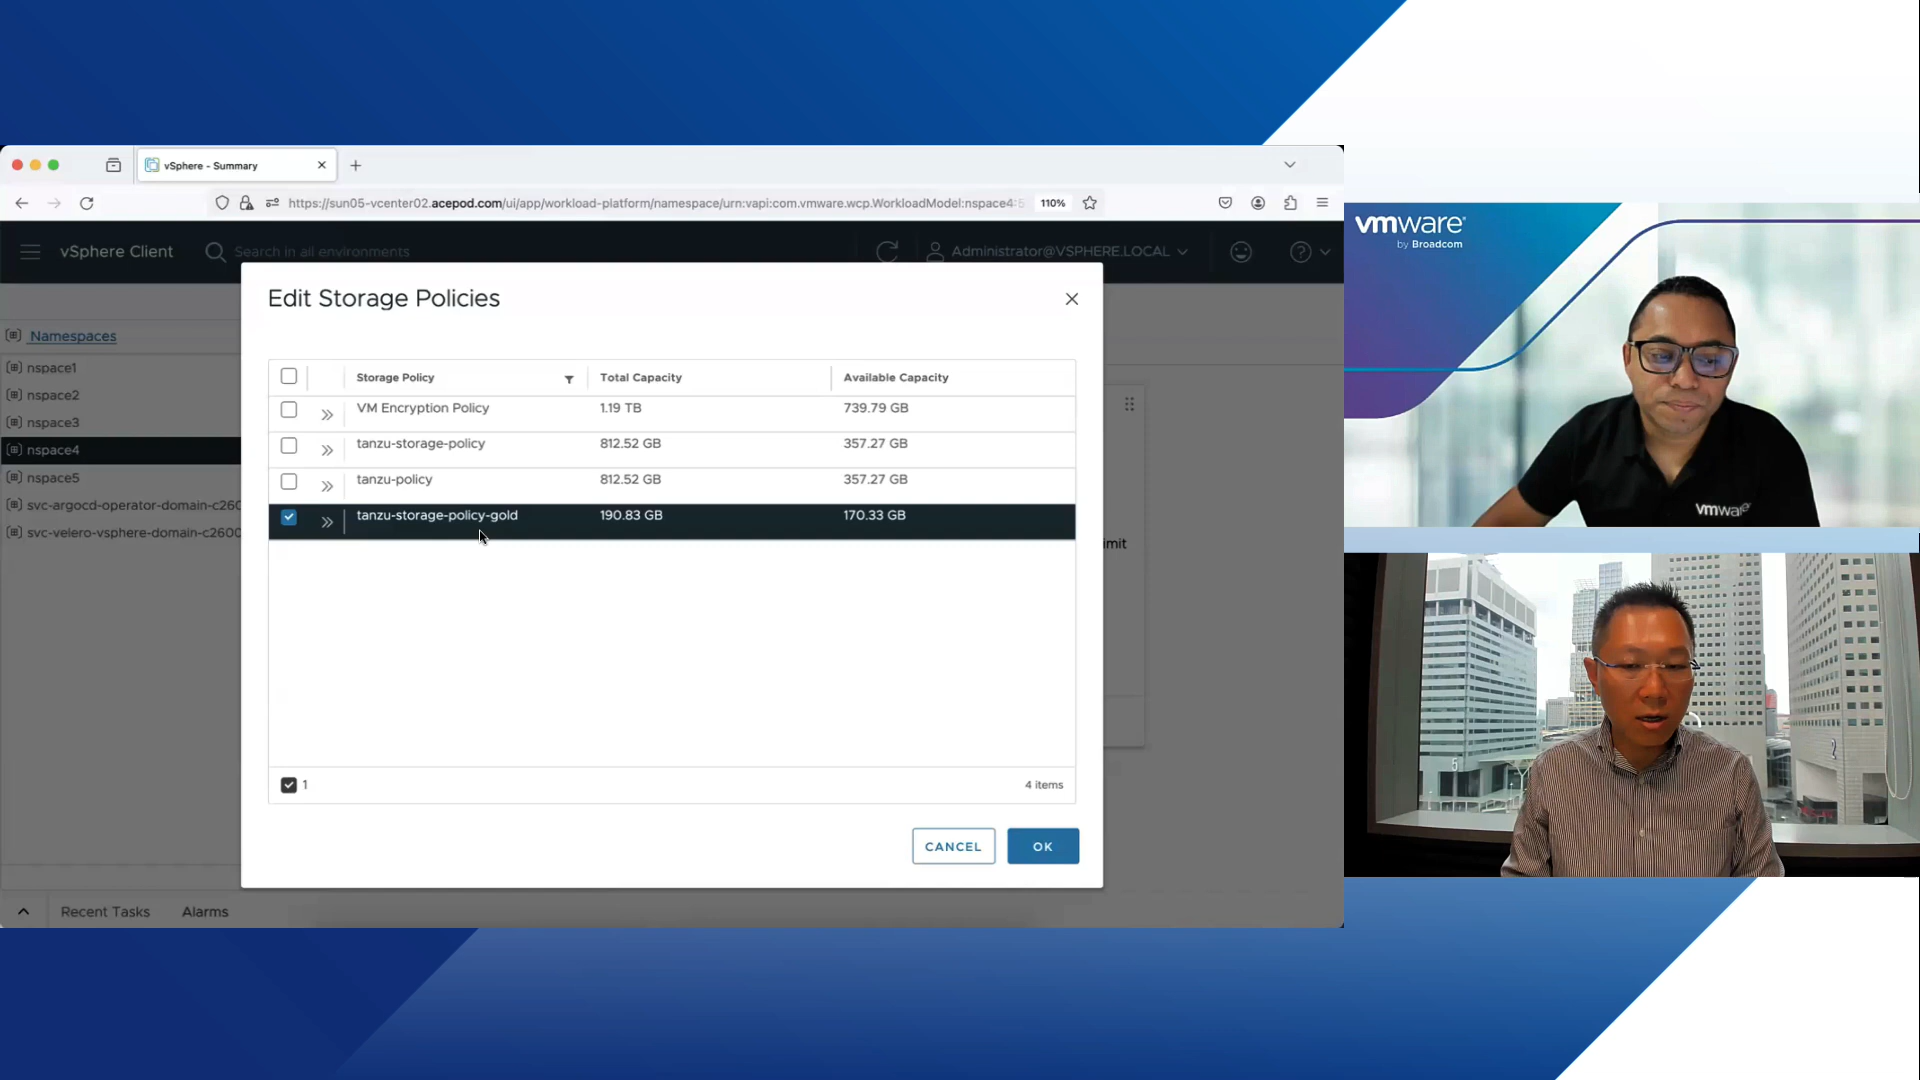 vSphere - Summary
https://sun05-vcenter02.acepod.com/ui/app/workload-platform/namespace/urn:vapi:com.vmware.wcp.WorkloadModel:nspace4:5
110%
vSphere Client
Search in all environments
Administrator@VSPHERE.LOCAL
Namespaces
nspace1
nspace2
nspace3
nspace4
nspace5
svc-argocd-operator-domain-c260
svc-velero-vsphere-domain-c2600
Edit Storage Policies
Storage Policy Total Capacity Available Capacity
VM Encryption Policy 1.19 TB 739.79 GB
tanzu-storage-policy 812.52 GB 357.27 GB
tanzu-policy 812.52 GB 357.27 GB
tanzu-storage-policy-gold 190.83 GB 170.33 GB
imit
1 4 items
CANCEL OK
Recent Tasks Alarms
vmware
by Broadcom
vmware
5
2